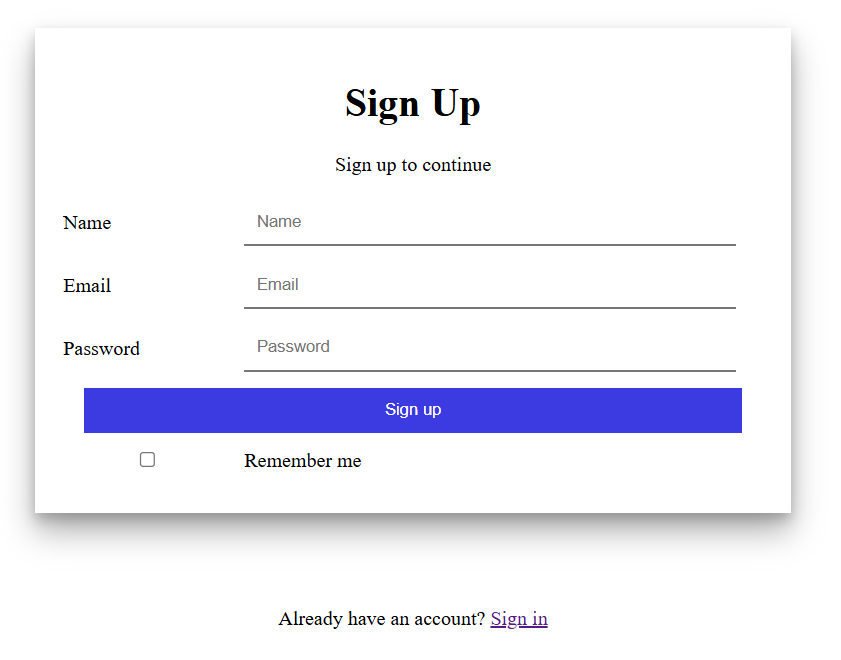 Sign Up
Sign up to continue
Name Name
Email Email
Password Password
Sign up
Remember me
Already have an account? Sign in